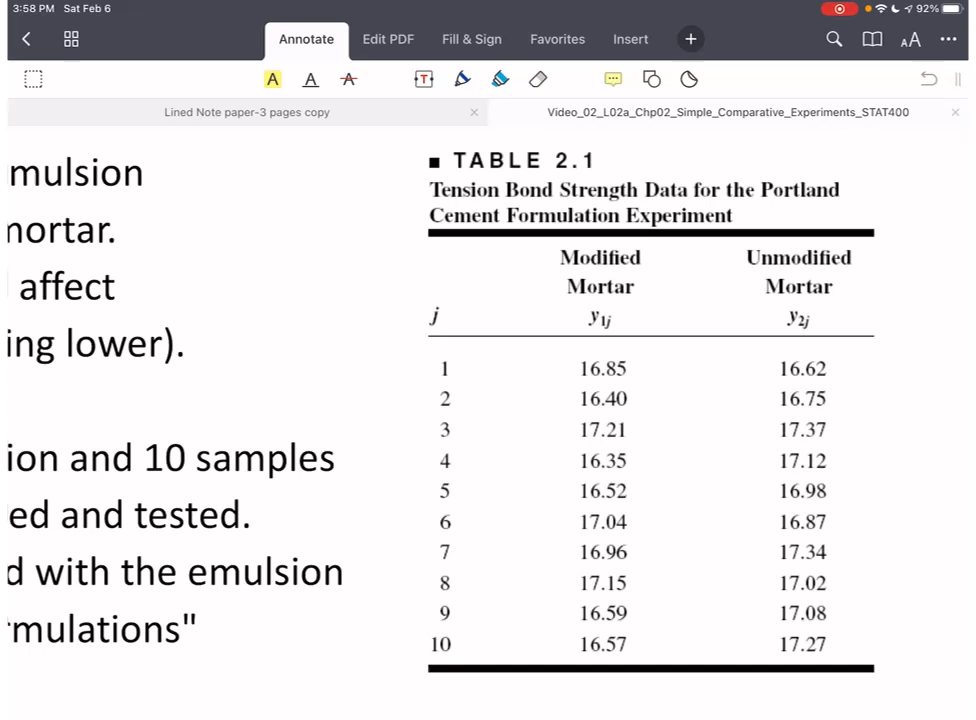 3:58 PM Sat Feb 6 92%
Annotate Edit PDF Fill & Sign Favorites Insert + AA
A A A T
Lined Note paper-3 pages copy × Video_02_L02a_Chp02_Simple_Comparative_Experiments_STAT400 ×
mulsion
mortar.
affect
ing lower).
ion and 10 samples
ed and tested.
d with the emulsion
rmulations"
■ TABLE 2.1
Tension Bond Strength Data for the Portland
Cement Formulation Experiment
Modified Unmodified
Mortar Mortar
j y1j y2j
1 16.85 16.62
2 16.40 16.75
3 17.21 17.37
4 16.35 17.12
5 16.52 16.98
6 17.04 16.87
7 16.96 17.34
8 17.15 17.02
9 16.59 17.08
10 16.57 17.27